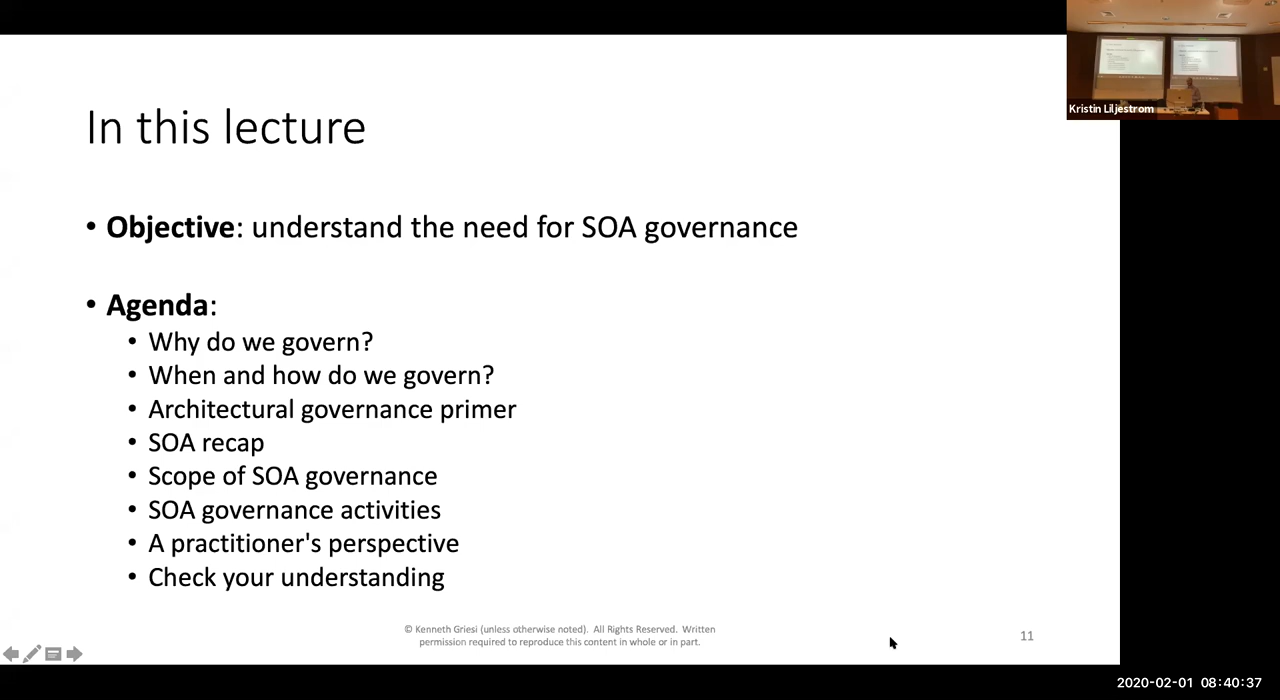 In this lecture
Kristin Liljestrom
• Objective: understand the need for SOA governance
• Agenda:
• Why do we govern?
• When and how do we govern?
• Architectural governance primer
• SOA recap
• Scope of SOA governance
• SOA governance activities
• A practitioner's perspective
• Check your understanding
© Kenneth Griesi (unless otherwise noted). All Rights Reserved. Written
permission required to reproduce this content in whole or in part.
11
2020-02-01 08:40:37